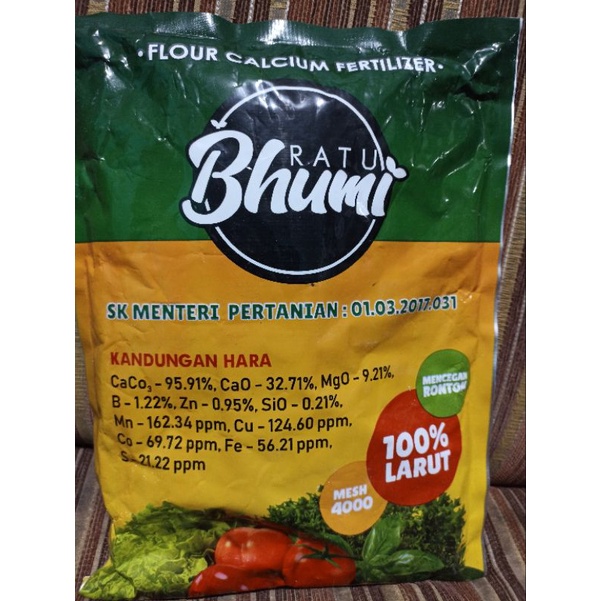 •FLOUR CALCIUM FERTILIZER•
RATU
Bhumi
SK MENTERI PERTANIAN : 01.03.2017.031
KANDUNGAN HARA
CaCo₃ - 95.91%, CaO - 32.71%, MgO - 9.21%,
B - 1.22%, Zn - 0.95%, SiO - 0.21%,
Mn - 162.34 ppm, Cu - 124.60 ppm,
Co - 69.72 ppm, Fe - 56.21 ppm,
S - 21.22 ppm
MENCEGAH
RONTOK
100%
LARUT
MESH
4000